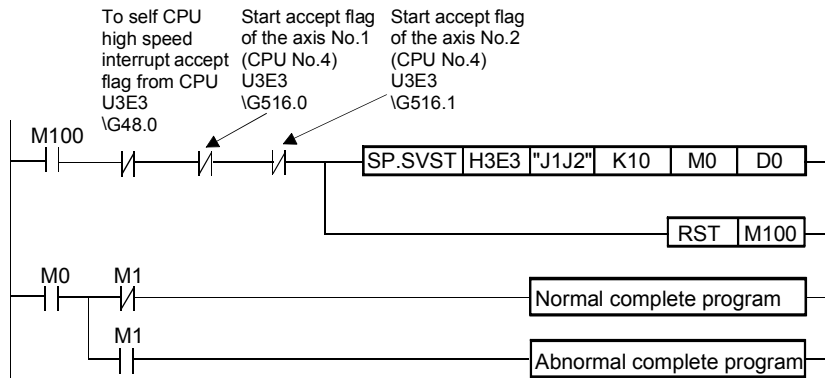 To self CPU
high speed
interrupt accept
flag from CPU
U3E3
\G48.0
Start accept flag
of the axis No.1
(CPU No.4)
U3E3
\G516.0
Start accept flag
of the axis No.2
(CPU No.4)
U3E3
\G516.1
M100
SP.SVST H3E3 "J1J2" K10 M0 D0
RST M100
M0 M1
Normal complete program
M1
Abnormal complete program